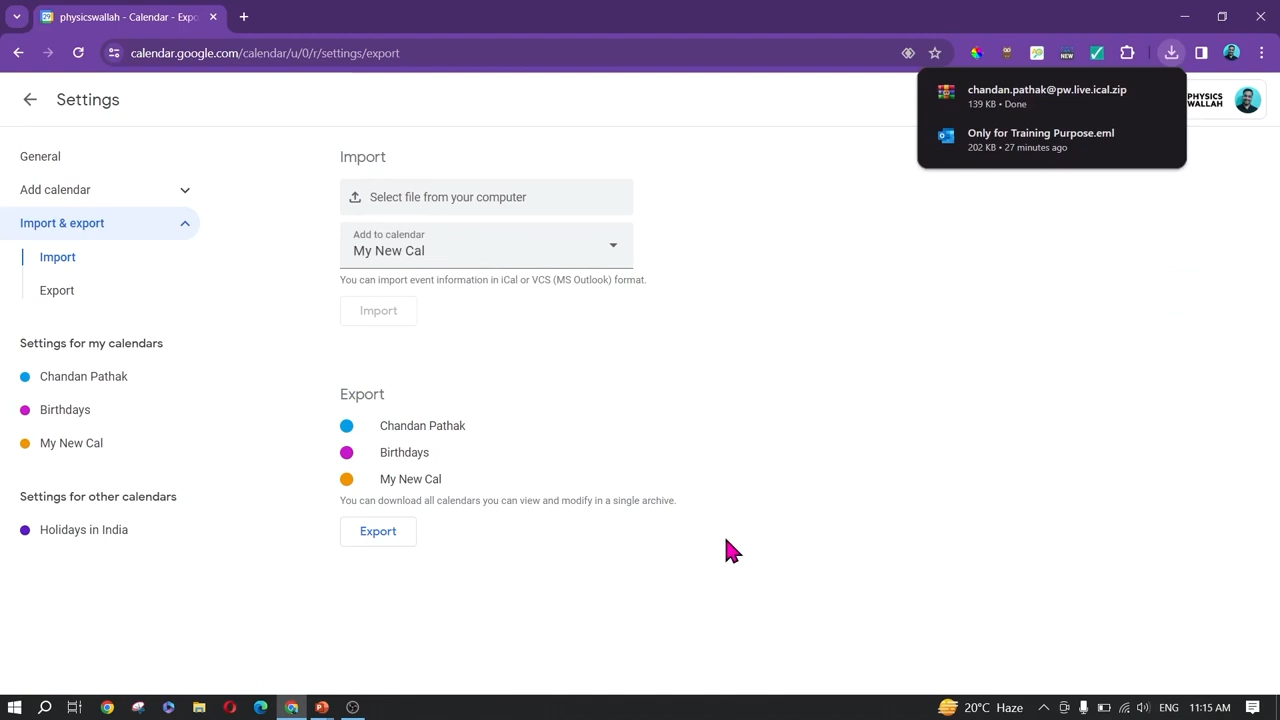 physicswallah - Calendar - Expo
calendar.google.com/calendar/u/0/r/settings/export
NEW
Settings
chandan.pathak@pw.live.ical.zip
139 KB • Done
Only for Training Purpose.eml
202 KB • 27 minutes ago
PHYSICS
WALLAH
General
Add calendar
Import & export
Import
Export
Settings for my calendars
Chandan Pathak
Birthdays
My New Cal
Settings for other calendars
Holidays in India
Import
Select file from your computer
Add to calendar
My New Cal
You can import event information in iCal or VCS (MS Outlook) format.
Import
Export
Chandan Pathak
Birthdays
My New Cal
You can download all calendars you can view and modify in a single archive.
Export
20°C Haze
ENG
11:15 AM